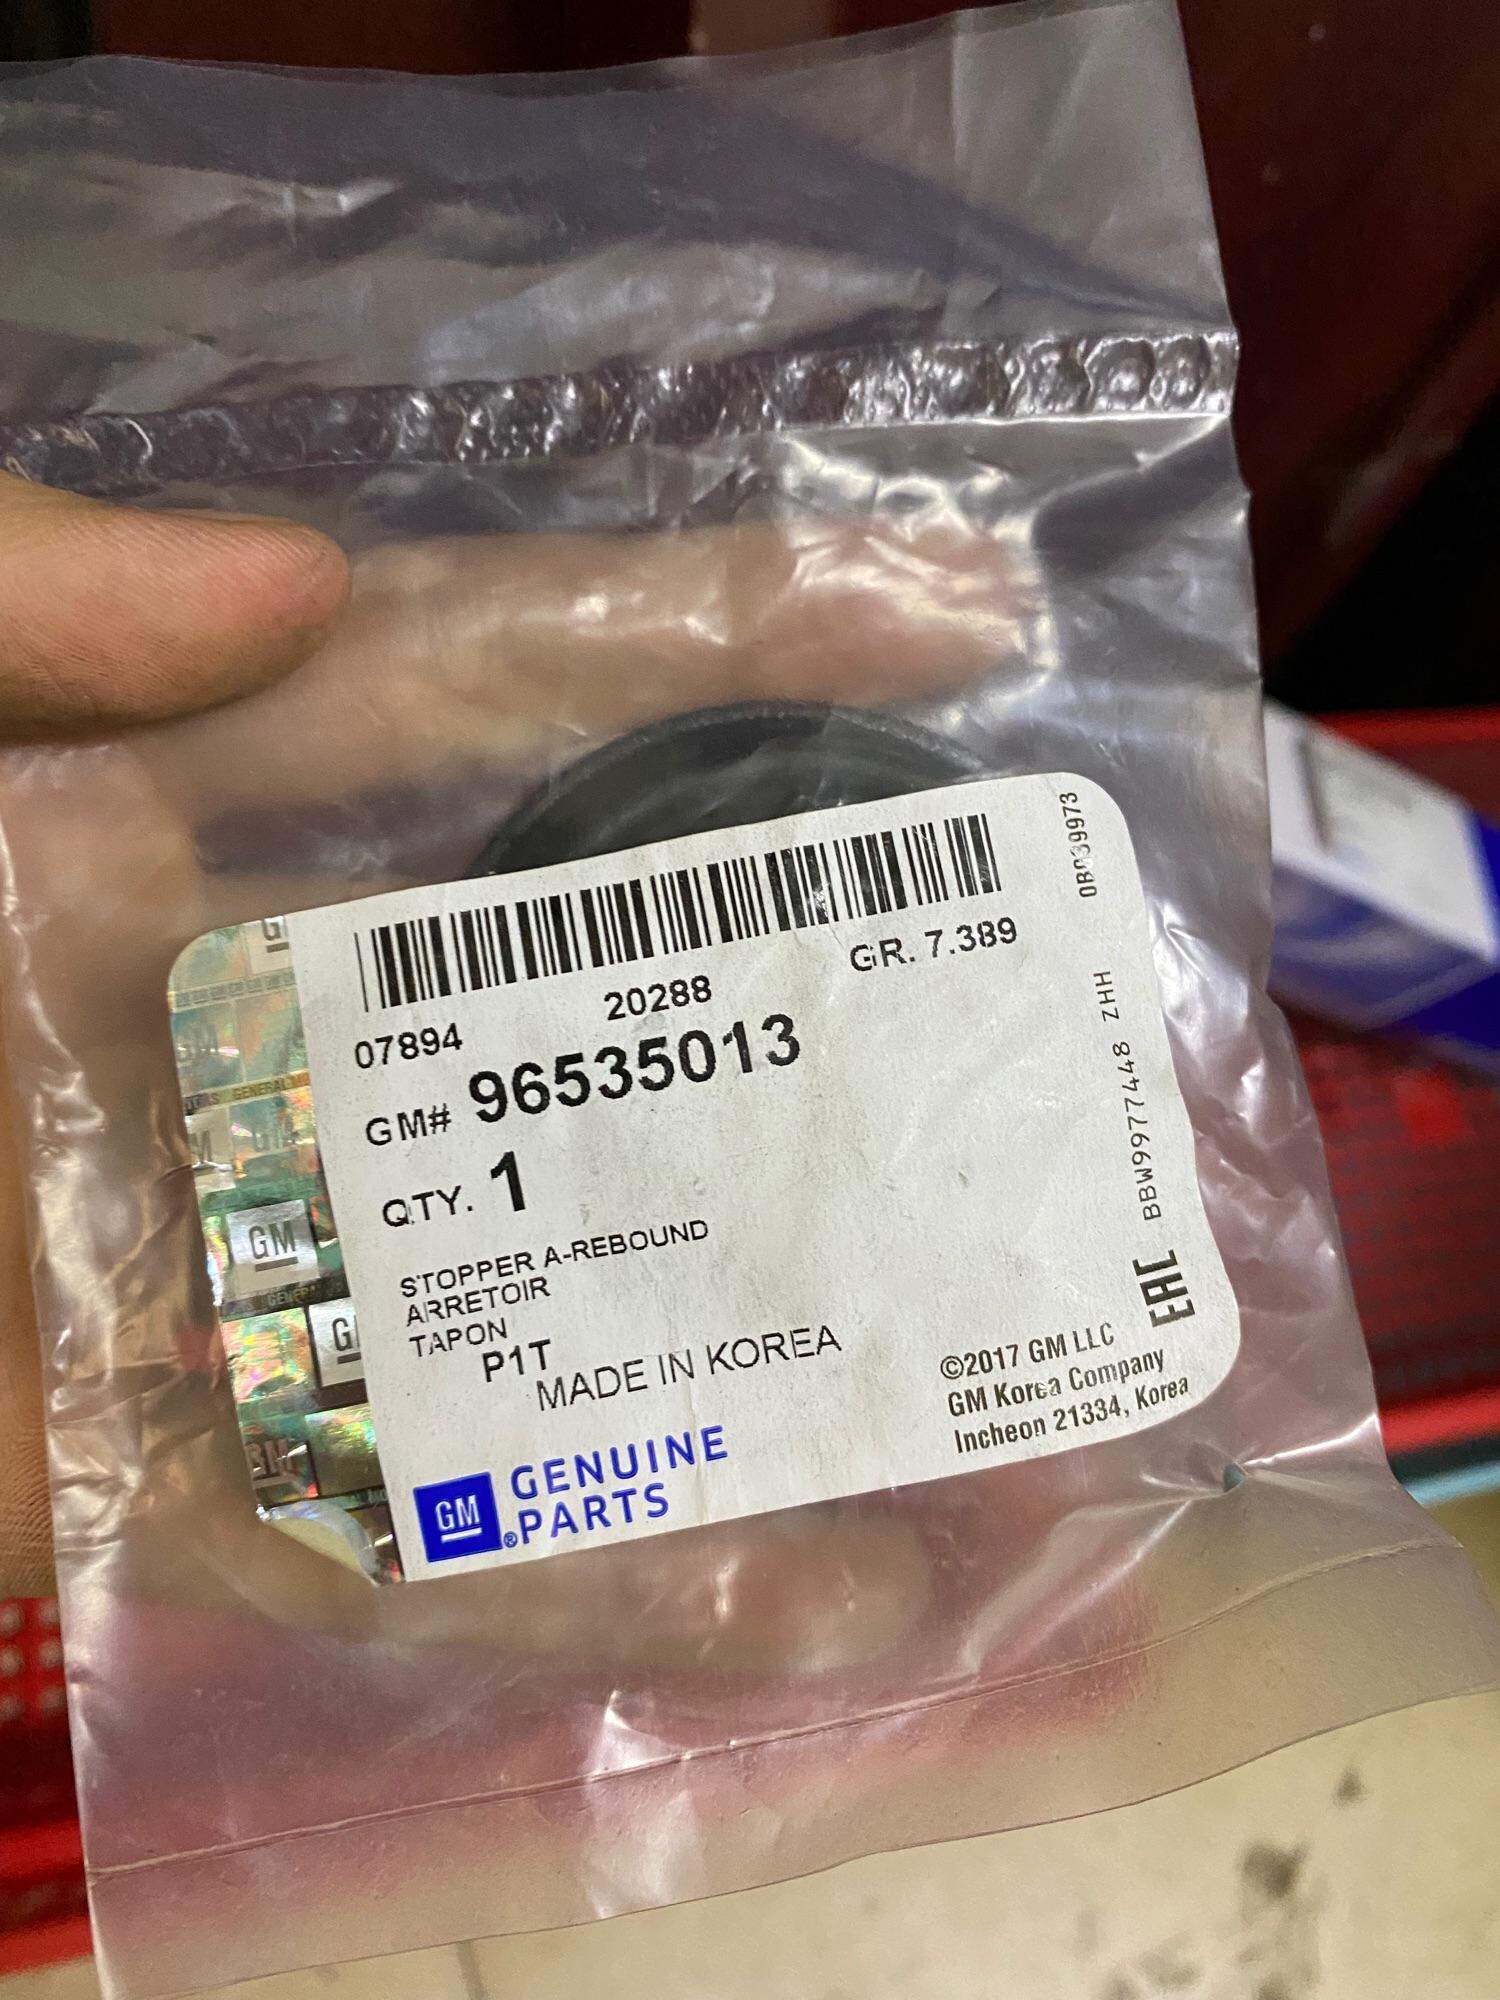 07894
20288
GR. 7.389
GM# 96535013
QTY. 1
STOPPER A-REBOUND
ARRETOIR
TAPON
P1T
MADE IN KOREA
GM GENUINE
PARTS
©2017 GM LLC
GM Korea Company
Incheon 21334, Korea
EAC
BBW9977448 ZHH
GM